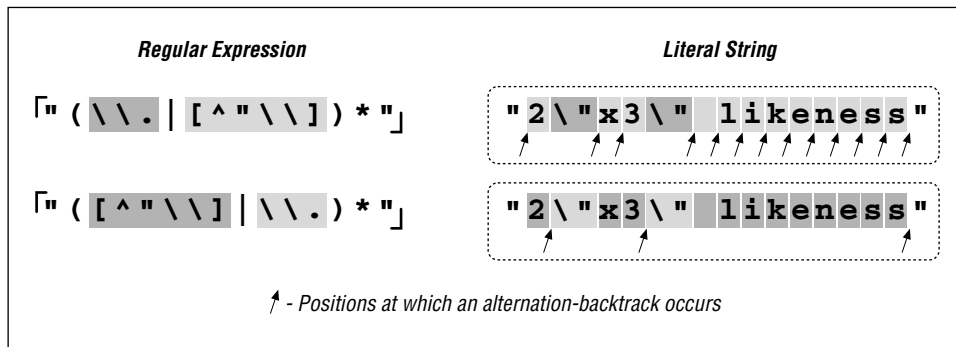 Regular Expression Literal String
⌈"(\\.|[^"\\])*"⌋ "2\"x3\" likeness"
⌈"([^"\\]|\\.)*"⌋ "2\"x3\" likeness"
- Positions at which an alternation-backtrack occurs